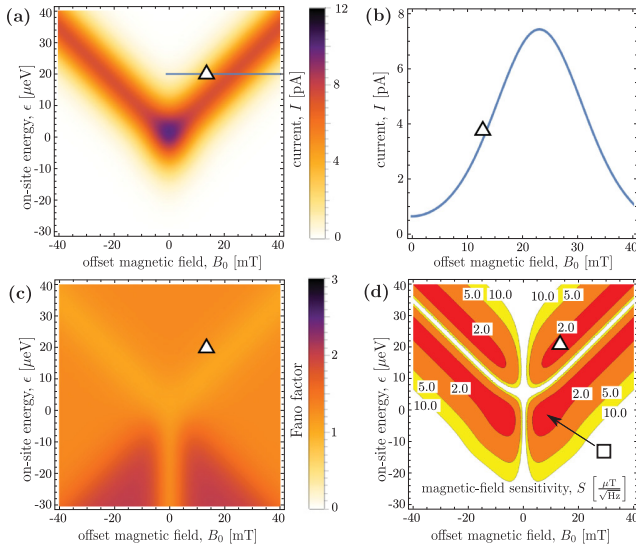 (a)
40
30
20
10
0
-10
-20
-30
on-site energy, ϵ [μeV]
-40 -20 0 20 40
offset magnetic field, B₀ [mT]
12
8
4
0
current, I [pA]
(b)
8
6
4
2
0
current, I [pA]
0 10 20 30 40
offset magnetic field, B₀ [mT]
(c)
40
30
20
10
0
-10
-20
-30
on-site energy, ϵ [μeV]
-40 -20 0 20 40
offset magnetic field, B₀ [mT]
3
2
1
0
Fano factor
(d)
40
30
20
10
0
-10
-20
-30
on-site energy, ϵ [μeV]
5.0 10.0 10.0 5.0
2.0 2.0
5.0 2.0 2.0 5.0
10.0 10.0
magnetic-field sensitivity, S [μT/√Hz]
-40 -20 0 20 40
offset magnetic field, B₀ [mT]